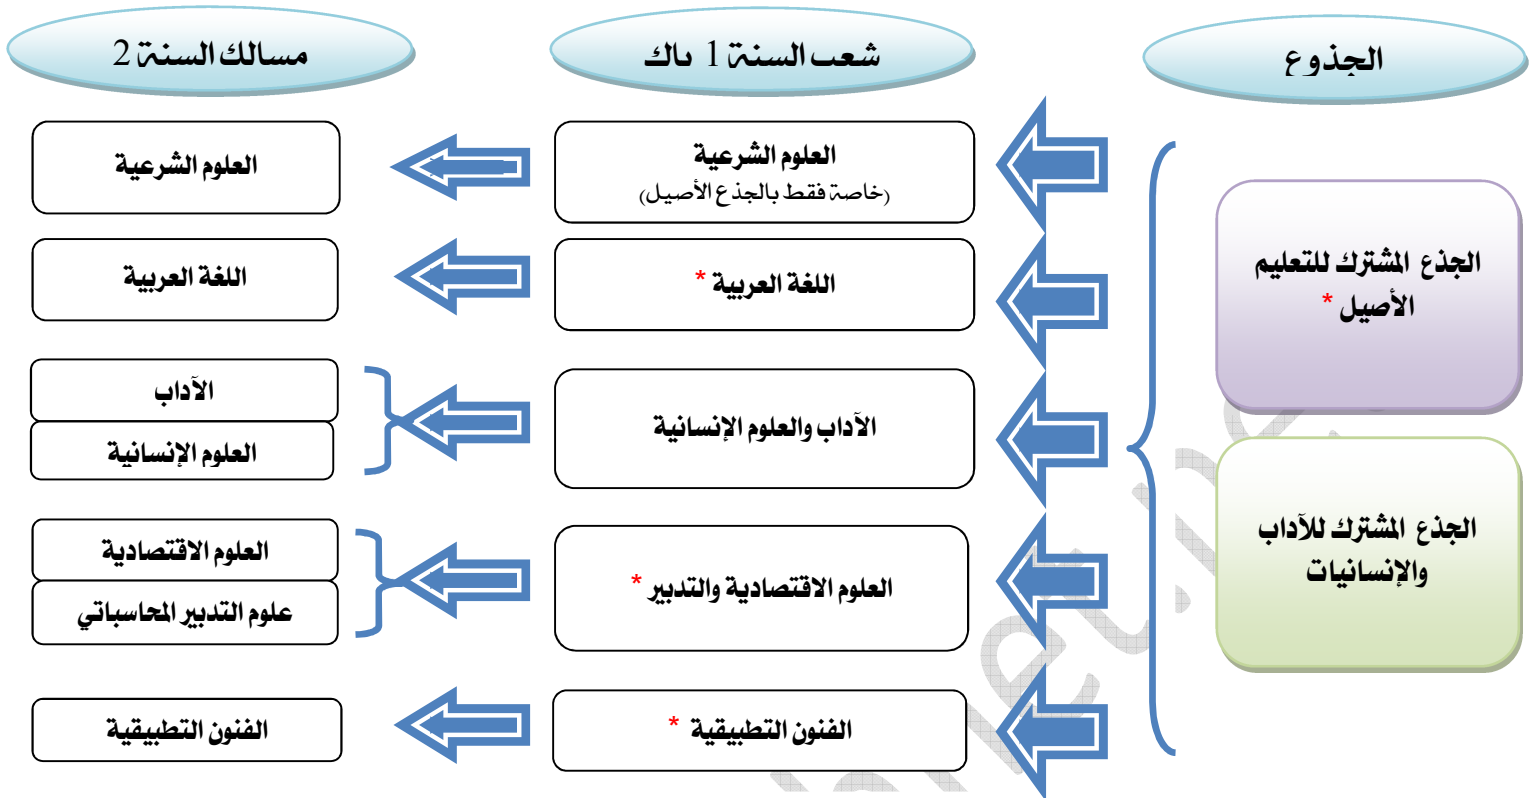 الجذوع
شعب السنة 1 باك
مسالك السنة 2
الجذع المشترك للتعليم
الأصيل *
الجذع المشترك للآداب
والإنسانيات
العلوم الشرعية
(خاصة فقط بالجذع الأصيل)
اللغة العربية *
الآداب والعلوم الإنسانية
العلوم الاقتصادية والتدبير *
الفنون التطبيقية *
العلوم الشرعية
اللغة العربية
الآداب
العلوم الإنسانية
العلوم الاقتصادية
علوم التدبير المحاسباتي
الفنون التطبيقية